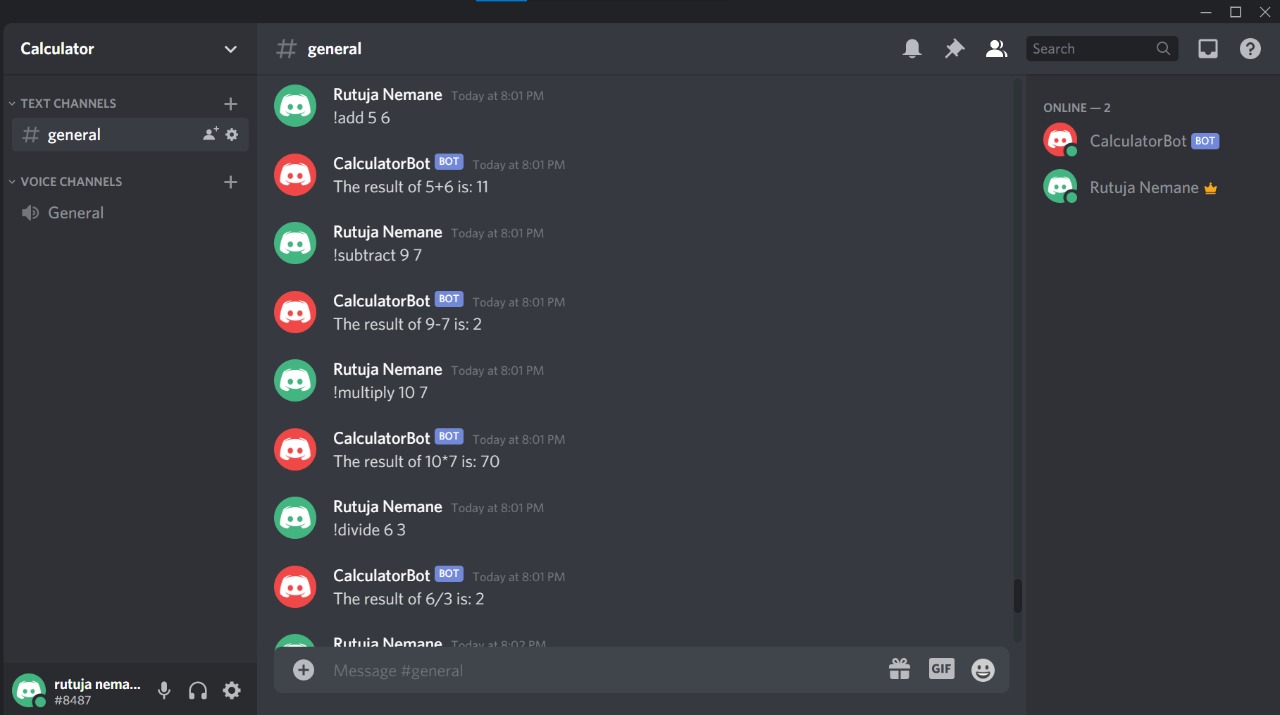 Calculator
TEXT CHANNELS
general
VOICE CHANNELS
General
rutuja nema...
#8487
# general
Search
Rutuja Nemane Today at 8:01 PM
!add 5 6
CalculatorBot BOT Today at 8:01 PM
The result of 5+6 is: 11
Rutuja Nemane Today at 8:01 PM
!subtract 9 7
CalculatorBot BOT Today at 8:01 PM
The result of 9-7 is: 2
Rutuja Nemane Today at 8:01 PM
!multiply 10 7
CalculatorBot BOT Today at 8:01 PM
The result of 10*7 is: 70
Rutuja Nemane Today at 8:01 PM
!divide 6 3
CalculatorBot BOT Today at 8:01 PM
The result of 6/3 is: 2
Rutuja Nemane Today at 8:02 PM
Message #general
GIF
ONLINE — 2
CalculatorBot BOT
Rutuja Nemane